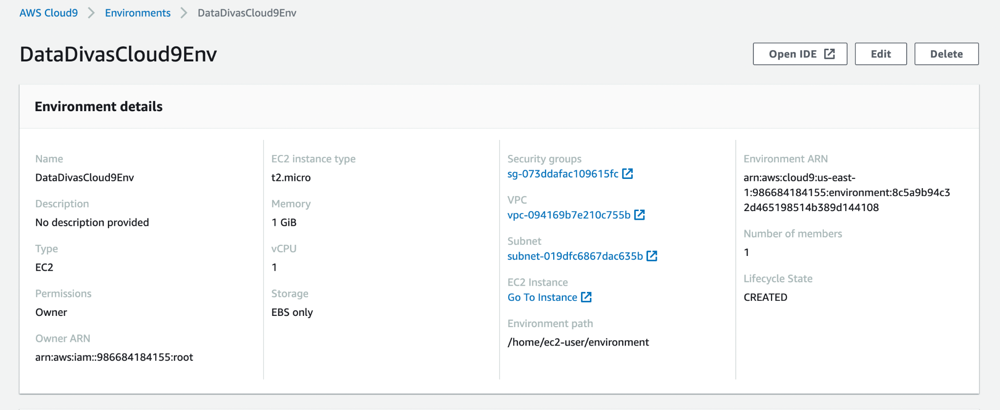 AWS Cloud9 > Environments > DataDivasCloud9Env
DataDivasCloud9Env
Open IDE
Edit
Delete
Environment details
Name
DataDivasCloud9Env
Description
No description provided
Type
EC2
Permissions
Owner
Owner ARN
arn:aws:iam::986684184155:root
EC2 instance type
t2.micro
Memory
1 GiB
vCPU
1
Storage
EBS only
Security groups
sg-073ddafac109615fc
VPC
vpc-094169b7e210c755b
Subnet
subnet-019dfc6867dac635b
EC2 Instance
Go To Instance
Environment path
/home/ec2-user/environment
Environment ARN
arn:aws:cloud9:us-east-
1:986684184155:environment:8c5a9b94c3
2d465198514b389d144108
Number of members
1
Lifecycle State
CREATED